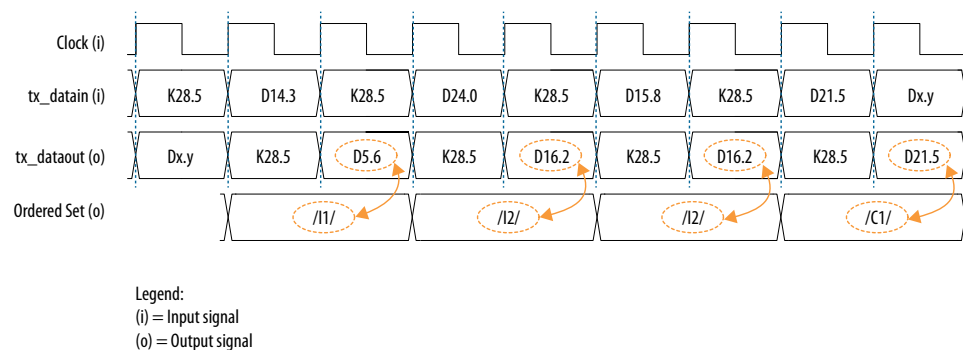 Clock (i)
tx_datain (i) K28.5 D14.3 K28.5 D24.0 K28.5 D15.8 K28.5 D21.5 Dx.y
tx_dataout (o) Dx.y K28.5 D5.6 K28.5 D16.2 K28.5 D16.2 K28.5 D21.5
Ordered Set (o) /I1/ /I2/ /I2/ /C1/
Legend:
(i) = Input signal
(o) = Output signal